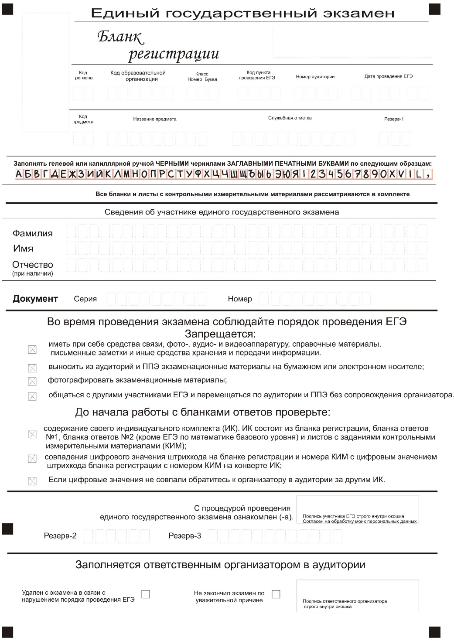 Единый государственный экзамен
Бланк
регистрации
Код региона
Код образовательной организации
Класс Номер Буква
Код пункта проведения ЕГЭ
Номер аудитории
Дата проведения ЕГЭ
Код предмета
Название предмета
Служебная отметка
Резерв-1
Заполнять гелевой или капиллярной ручкой ЧЕРНЫМИ чернилами ЗАГЛАВНЫМИ ПЕЧАТНЫМИ БУКВАМИ по следующим образцам:
А Б В Г Д Е Ж З И Й К Л М Н О П Р С Т У Ф Х Ц Ч Ш Щ Ъ Ы Ь Э Ю Я 1 2 3 4 5 6 7 8 9 0 X V I L ,
Все бланки и листы с контрольными измерительными материалами рассматриваются в комплекте
Сведения об участнике единого государственного экзамена
Фамилия
Имя
Отчество
(при наличии)
Документ Серия Номер
Во время проведения экзамена соблюдайте порядок проведения ЕГЭ
Запрещается:
иметь при себе средства связи, фото-, аудио- и видеоаппаратуру, справочные материалы,
письменные заметки и иные средства хранения и передачи информации.
выносить из аудиторий и ППЭ экзаменационные материалы на бумажном или электронном носителе;
фотографировать экзаменационные материалы;
общаться с другими участниками ЕГЭ и перемещаться по аудитории и ППЭ без сопровождения организатора.
До начала работы с бланками ответов проверьте:
содержание своего индивидуального комплекта (ИК). ИК состоит из бланка регистрации, бланка ответов
№1, бланка ответов №2 (кроме ЕГЭ по математике базового уровня) и листов с заданиями контрольными
измерительными материалами (КИМ);
совпадения цифрового значения штрихкода на бланке регистрации и номера КИМ с цифровым значением
штрихкода бланка регистрации с номером КИМ на конверте ИК;
Если цифровые значения не совпали обратитесь к организатору в аудитории за другим ИК.
С процедурой проведения
единого государственного экзамена ознакомлен (-а).
Подпись участника ЕГЭ строго внутри окошка
Согласен на обработку моих персональных данных
Резерв-2 Резерв-3
Заполняется ответственным организатором в аудитории
Удален с экзамена в связи с
нарушением порядка проведения ЕГЭ
Не закончил экзамен по
уважительной причине
Подпись ответственного организатора
строго внутри окошка